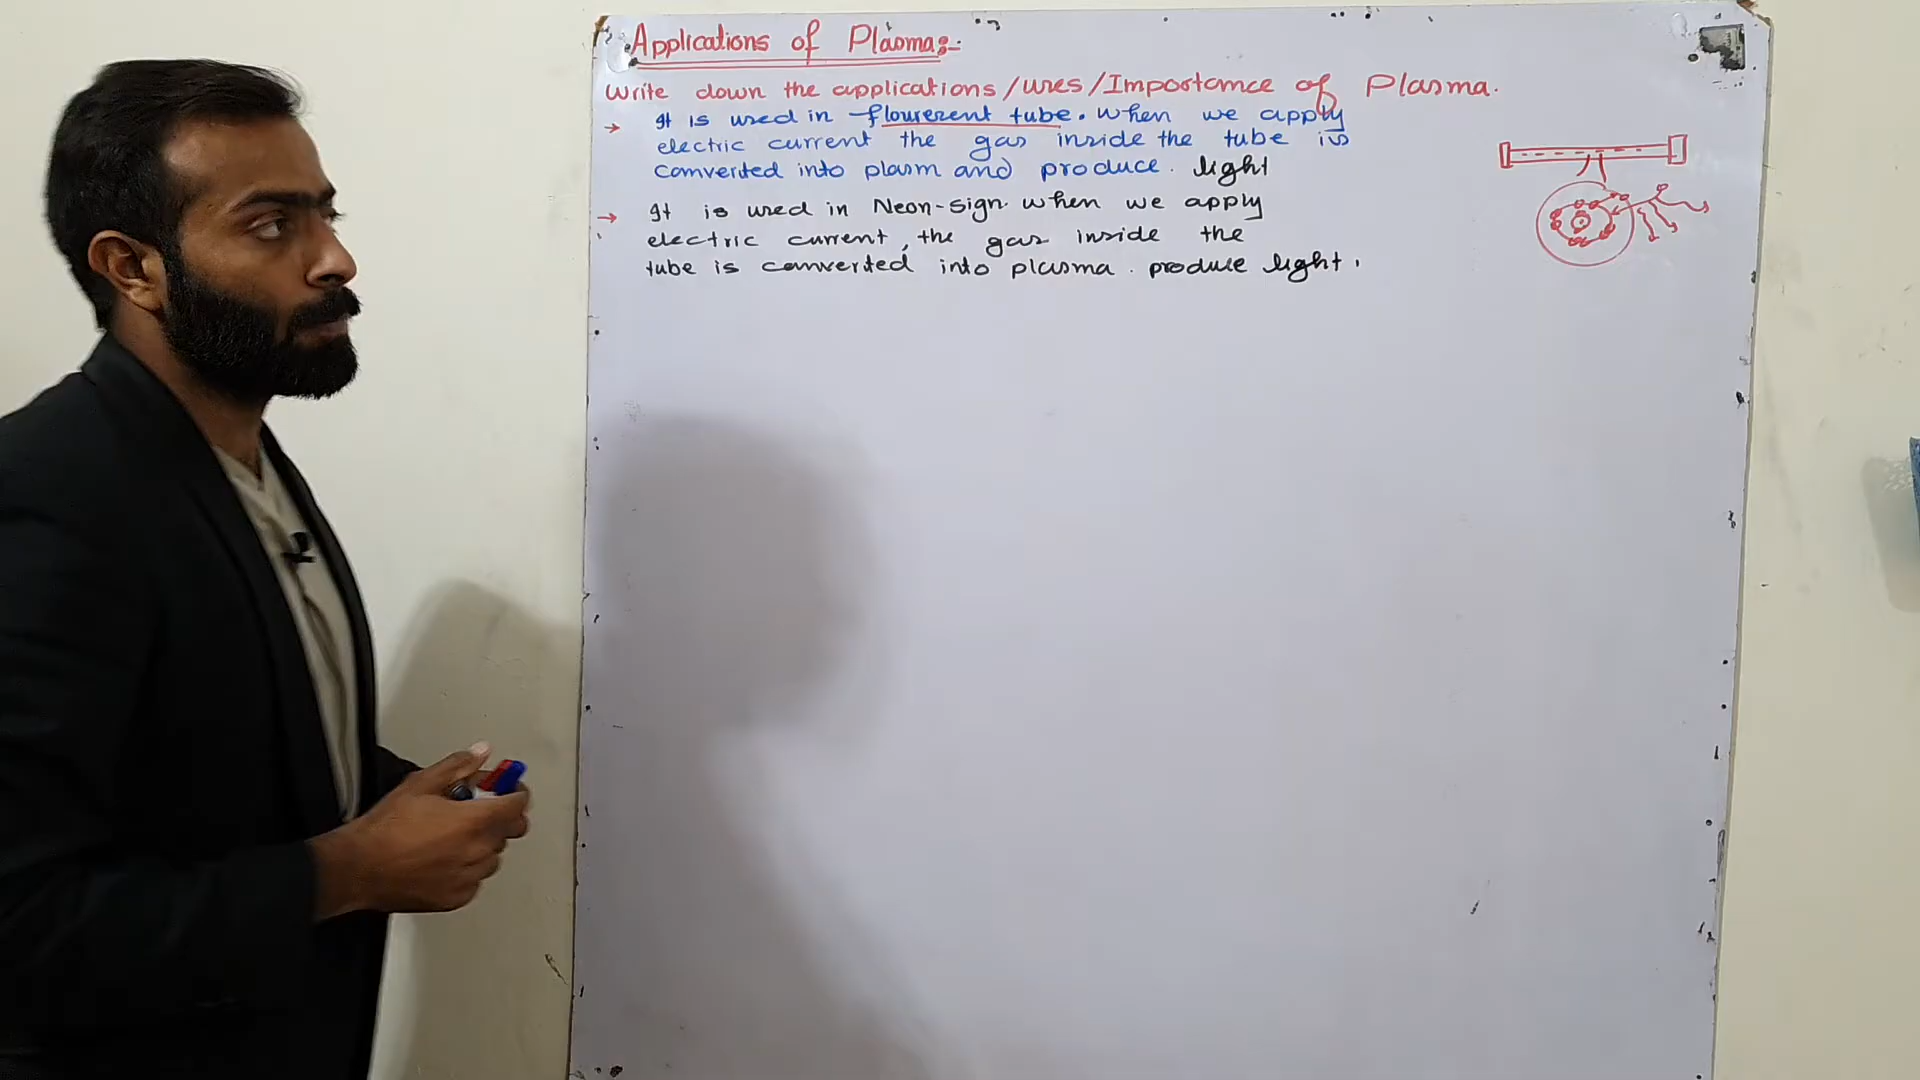 Applications of Plasma:-
Write down the applications/uses/Importance of Plasma.
→ It is used in flourezent tube. When we apply
electric current the gas inside the tube is
converted into plasm and produce. light
→ It is used in Neon-sign. when we apply
electric current, the gas inside the
tube is converted into plasma. produce light.